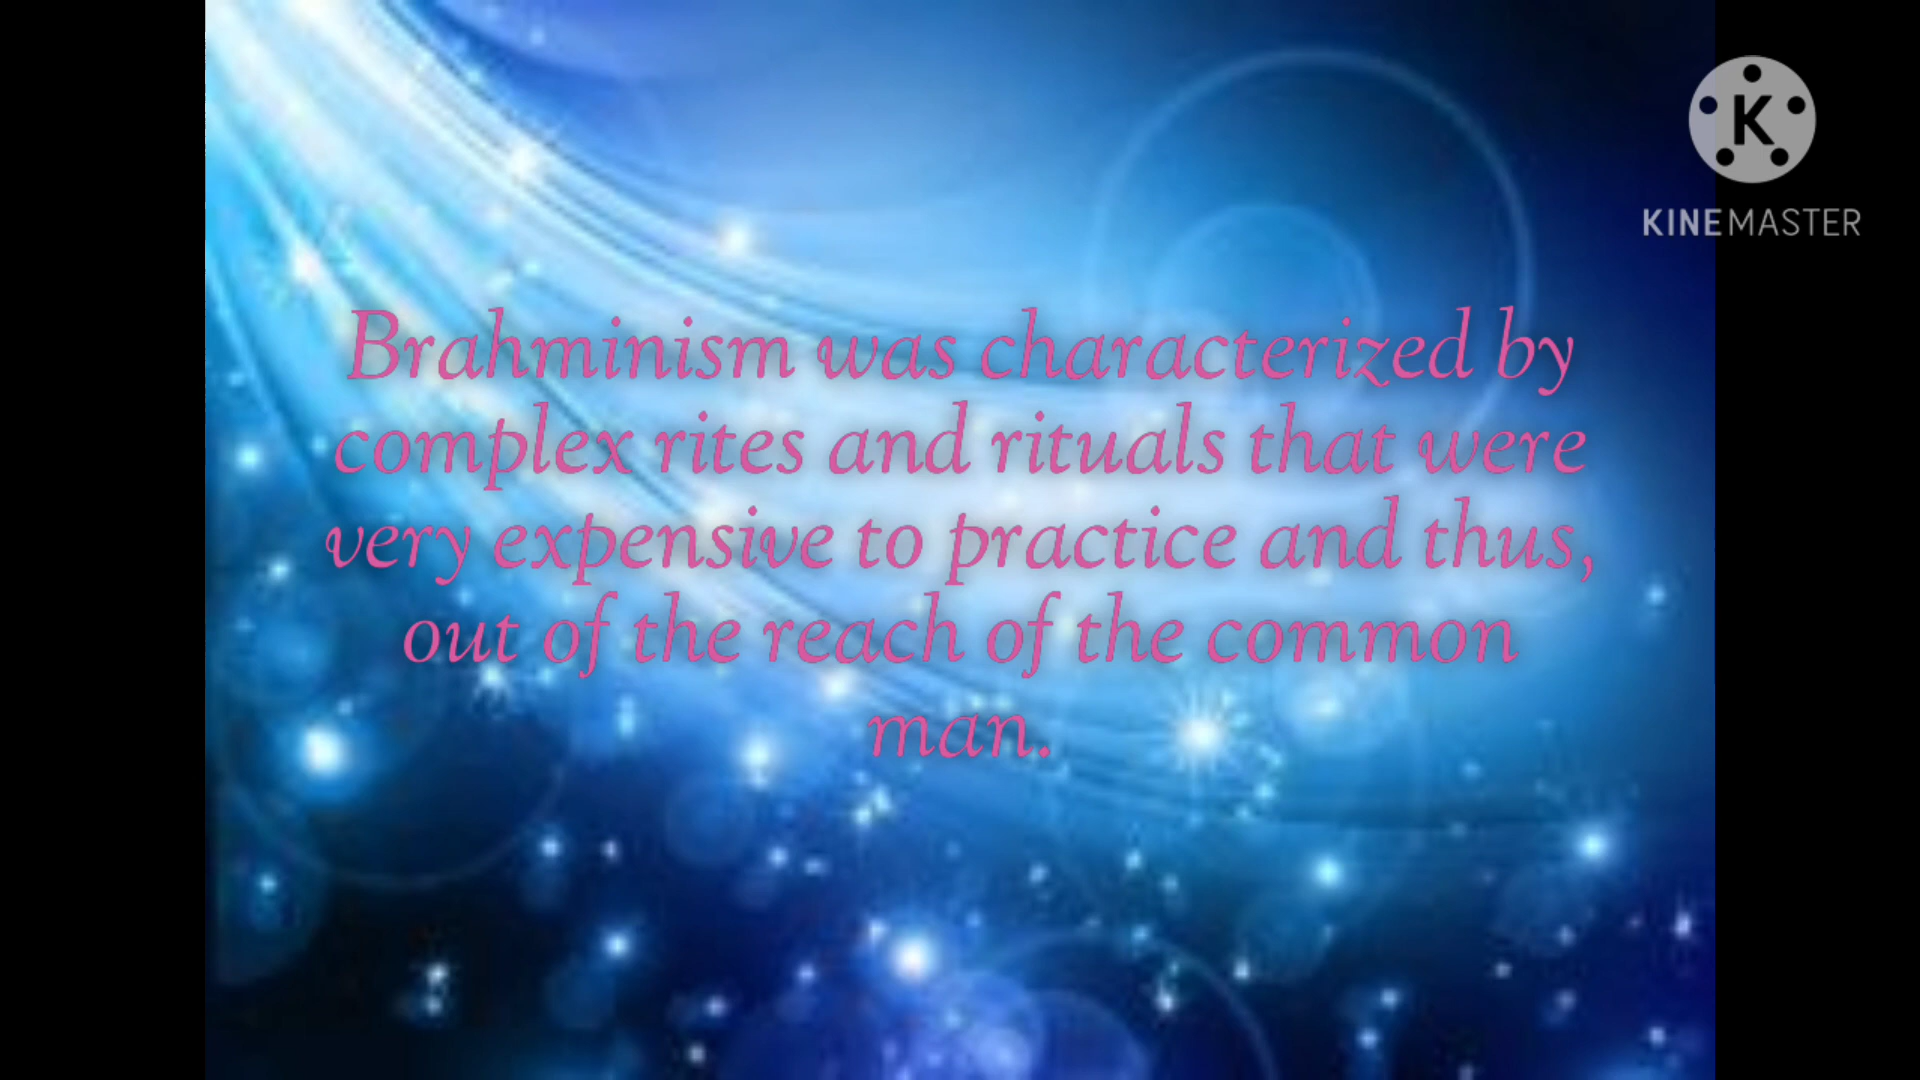 K
KINEMASTER
Brahminism was characterized by
complex rites and rituals that were
very expensive to practice and thus,
out of the reach of the common
man.